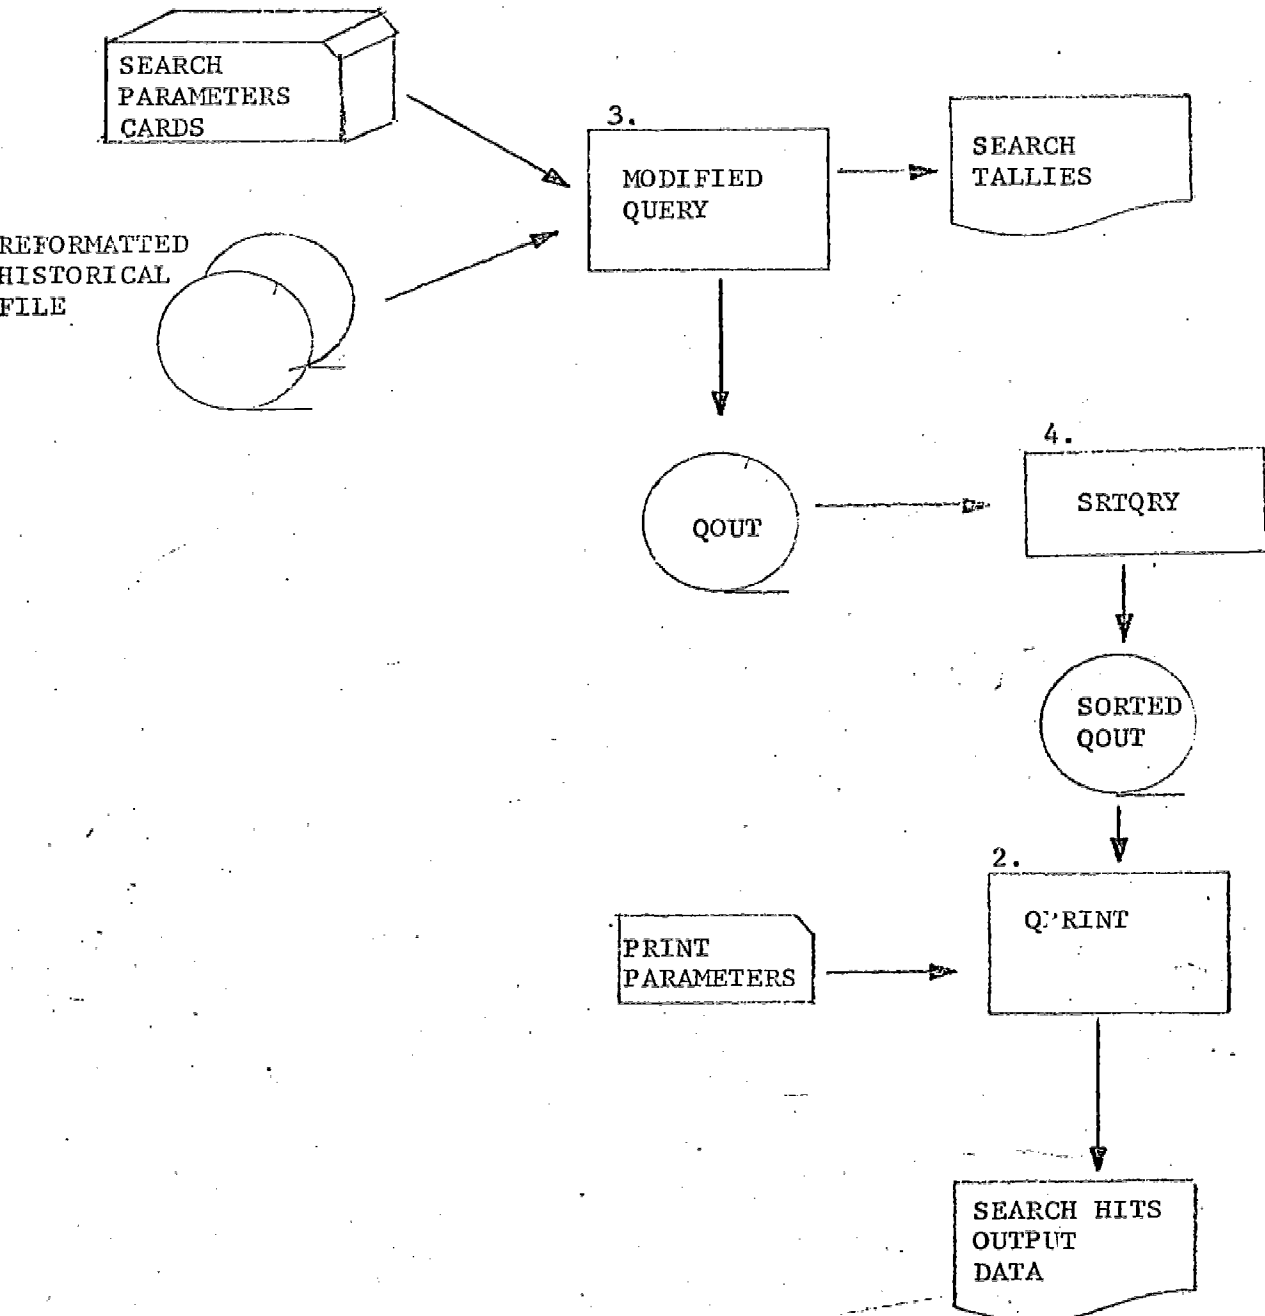 SEARCH
PARAMETERS
CARDS
3.
MODIFIED
QUERY
SEARCH
TALLIES
REFORMATTED
HISTORICAL
FILE
4.
QOUT
SRTQRY
SORTED
QOUT
2.
QPRINT
PRINT
PARAMETERS
SEARCH HITS
OUTPUT
DATA